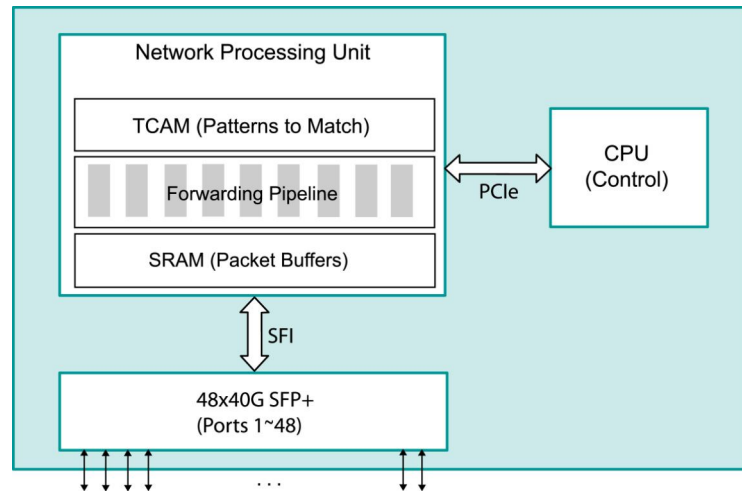 Network Processing Unit
TCAM (Patterns to Match)
Forwarding Pipeline
SRAM (Packet Buffers)
PCIe
CPU
(Control)
SFI
48x40G SFP+
(Ports 1~48)
. . .